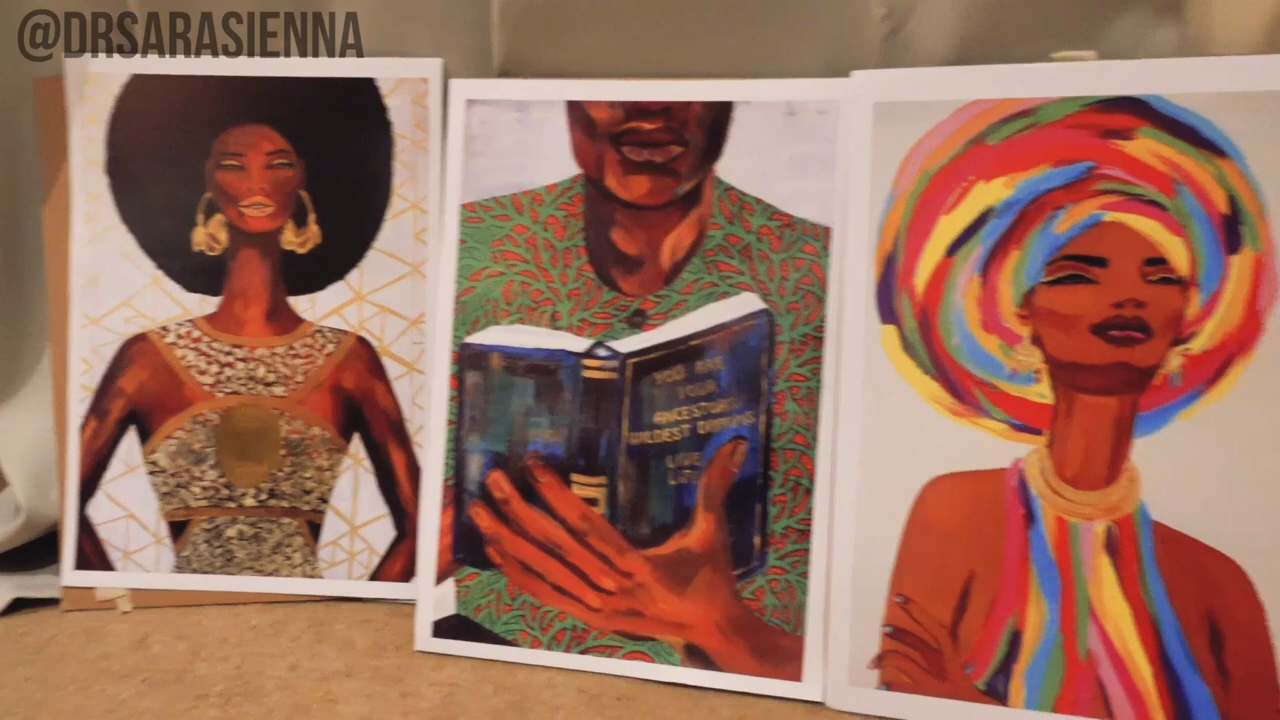 @DRSARASIENNA
YOU ARE
YOUR
ANCESTORS
WILDEST DREAMS
LIVE